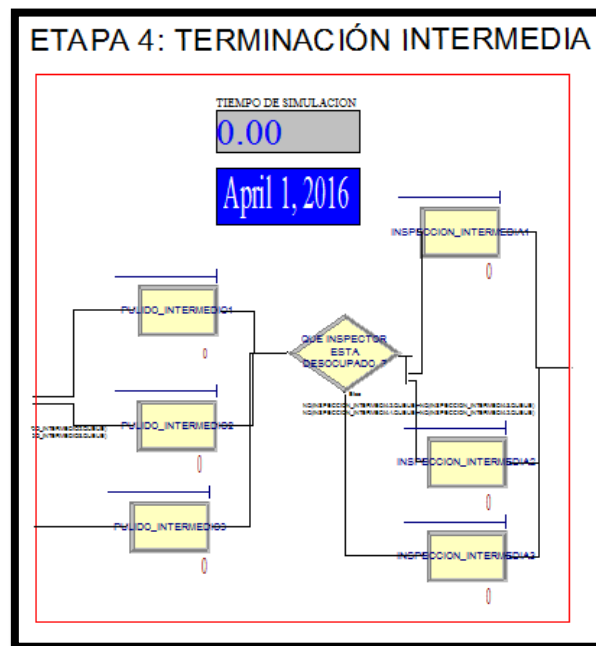 ETAPA 4: TERMINACIÓN INTERMEDIA
TIEMPO DE SIMULACION
0.00
April 1, 2016
INSPECCION_INTERMEDIA1
0
PULIDO_INTERMEDIO1
0
QUE INSPECTOR
ESTA
DESOCUPADO_?
Else
PULIDO_INTERMEDIO2
0
INSPECCION_INTERMEDIA2
0
PULIDO_INTERMEDIO3
0
INSPECCION_INTERMEDIA3
0